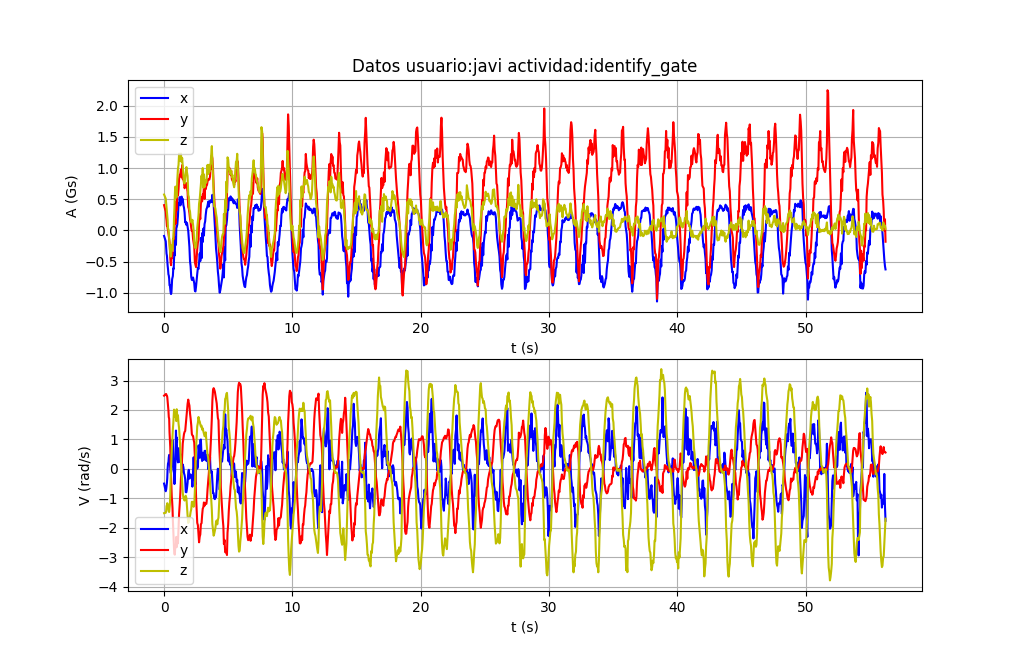 Datos usuario:javi actividad:identify_gate
A (Gs)
2.0
1.5
1.0
0.5
0.0
−0.5
−1.0
x
y
z
0 10 20 30 40 50
t (s)
V (rad/s)
3
2
1
0
−1
−2
−3
−4
x
y
z
0 10 20 30 40 50
t (s)